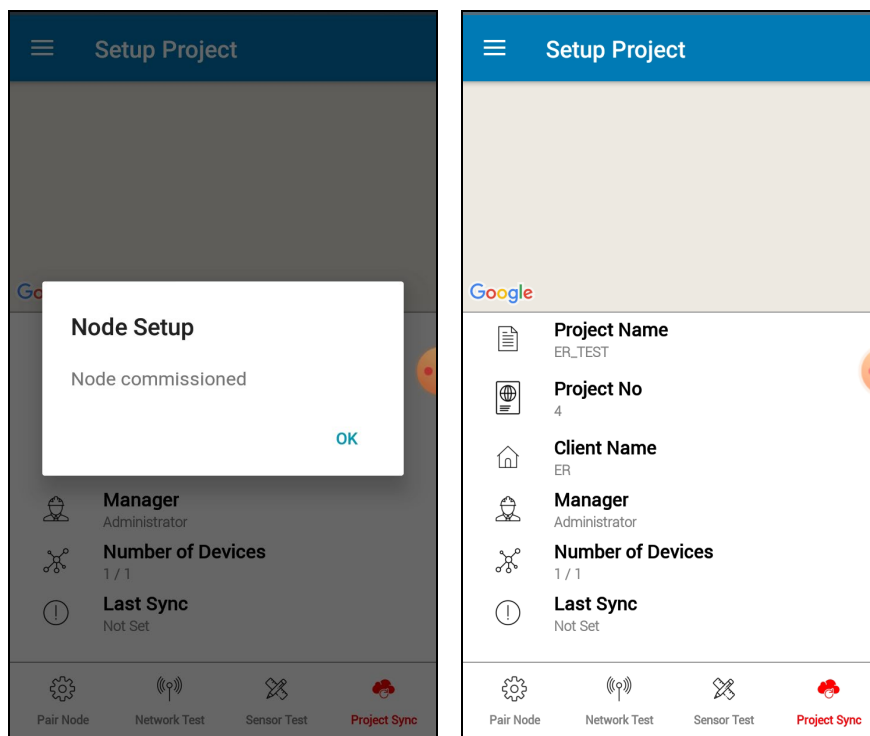 Setup Project
Go
Node Setup
Node commissioned
OK
Manager
Administrator
Number of Devices
1 / 1
Last Sync
Not Set
Pair Node
Network Test
Sensor Test
Project Sync
Setup Project
Google
Project Name
ER_TEST
Project No
4
Client Name
ER
Manager
Administrator
Number of Devices
1 / 1
Last Sync
Not Set
Pair Node
Network Test
Sensor Test
Project Sync